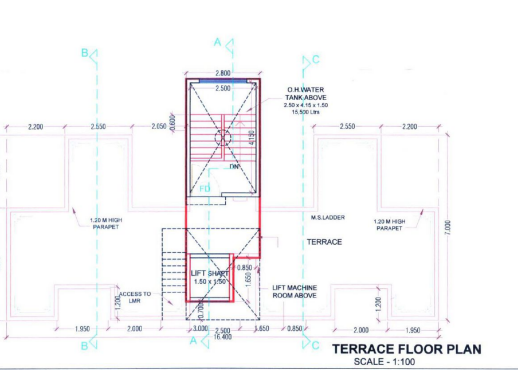 A
B
C
2.800
2.500
O.H.WATER
TANK ABOVE
2.50 x 4.15 x 1.50
15,500 Ltrs
2.200
2.550
2.050
0.600
4.150
2.550
2.200
DN
FD
1.20 M HIGH
PARAPET
M.S.LADDER
1.20 M HIGH
PARAPET
TERRACE
7.000
LIFT SHAFT
1.50 x 1.50
0.850
1.650
ACCESS TO
LMR
LIFT MACHINE
ROOM ABOVE
1.200
0.700
1.200
1.950
2.000
3.000
2.500
1.650
0.850
2.000
1.950
16.400
B
A
C
TERRACE FLOOR PLAN
SCALE - 1:100